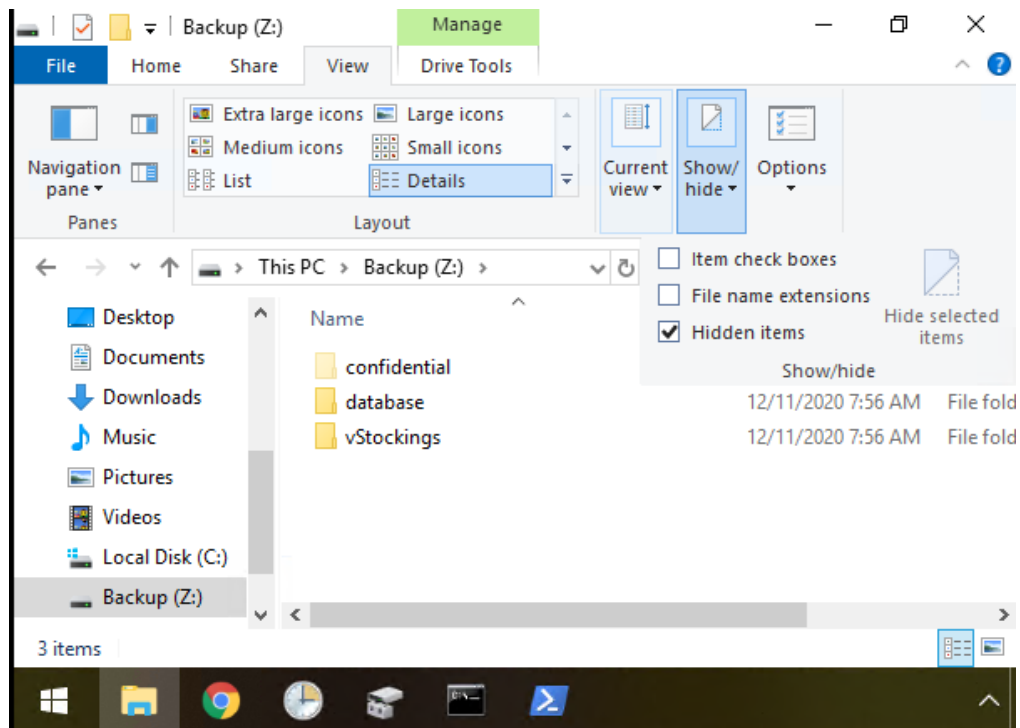 Backup (Z:)
Manage
File
Home
Share
View
Drive Tools
Extra large icons
Large icons
Medium icons
Small icons
List
Details
Navigation
pane
Panes
Layout
Current
view
Show/
hide
Options
Item check boxes
File name extensions
Hidden items
Hide selected
items
Show/hide
This PC > Backup (Z:) >
Desktop
Documents
Downloads
Music
Pictures
Videos
Local Disk (C:)
Backup (Z:)
Name
confidential
database 12/11/2020 7:56 AM File fold
vStockings 12/11/2020 7:56 AM File fold
3 items